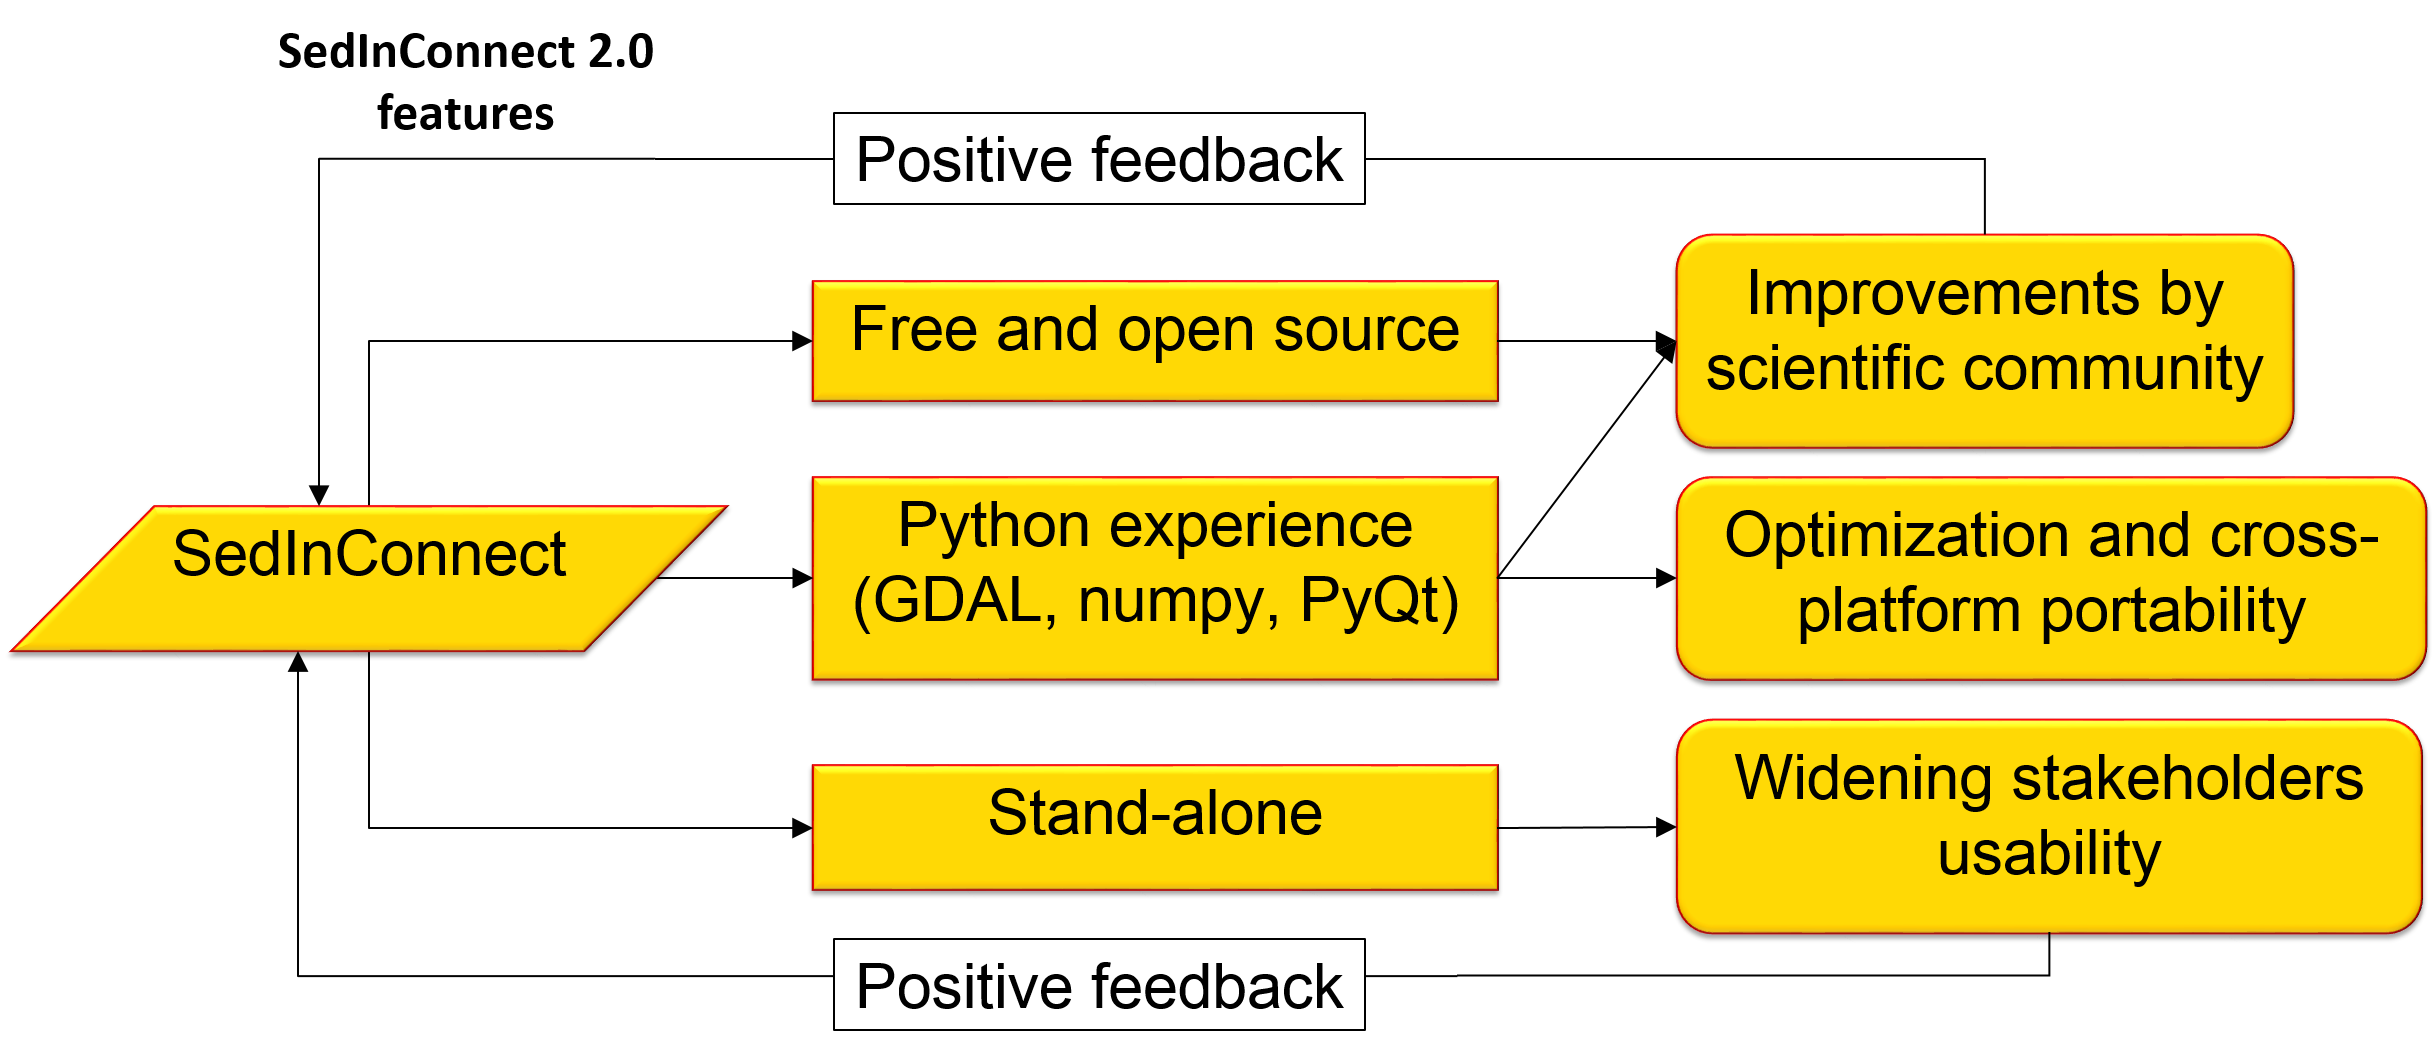 SedInConnect 2.0
features
Positive feedback
Free and open source
Improvements by
scientific community
SedInConnect
Python experience
(GDAL, numpy, PyQt)
Optimization and cross-
platform portability
Stand-alone
Widening stakeholders
usability
Positive feedback